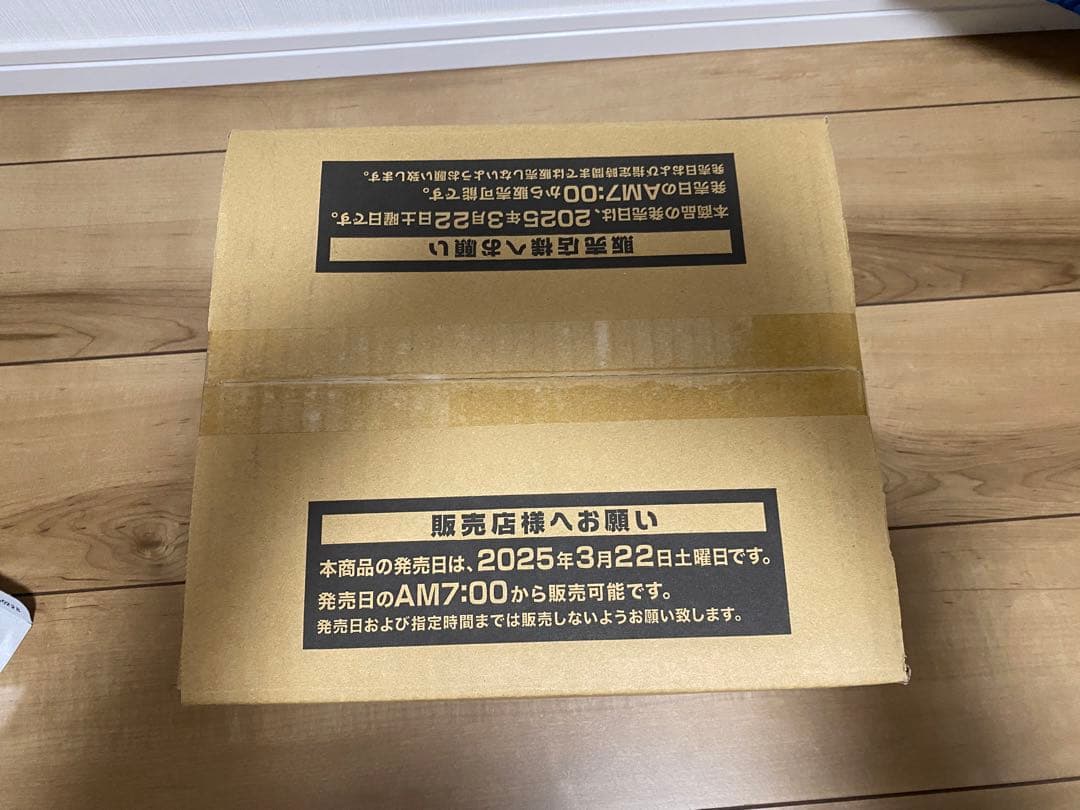 販売店様へお願い
本商品の発売日は、2025年3月22日土曜日です。
発売日のAM7:00から販売可能です。
発売日および指定時間までは販売しないようお願い致します。
販売店様へお願い
本商品の発売日は、2025年3月22日土曜日です。
発売日のAM7:00から販売可能です。
発売日および指定時間までは販売しないようお願い致します。